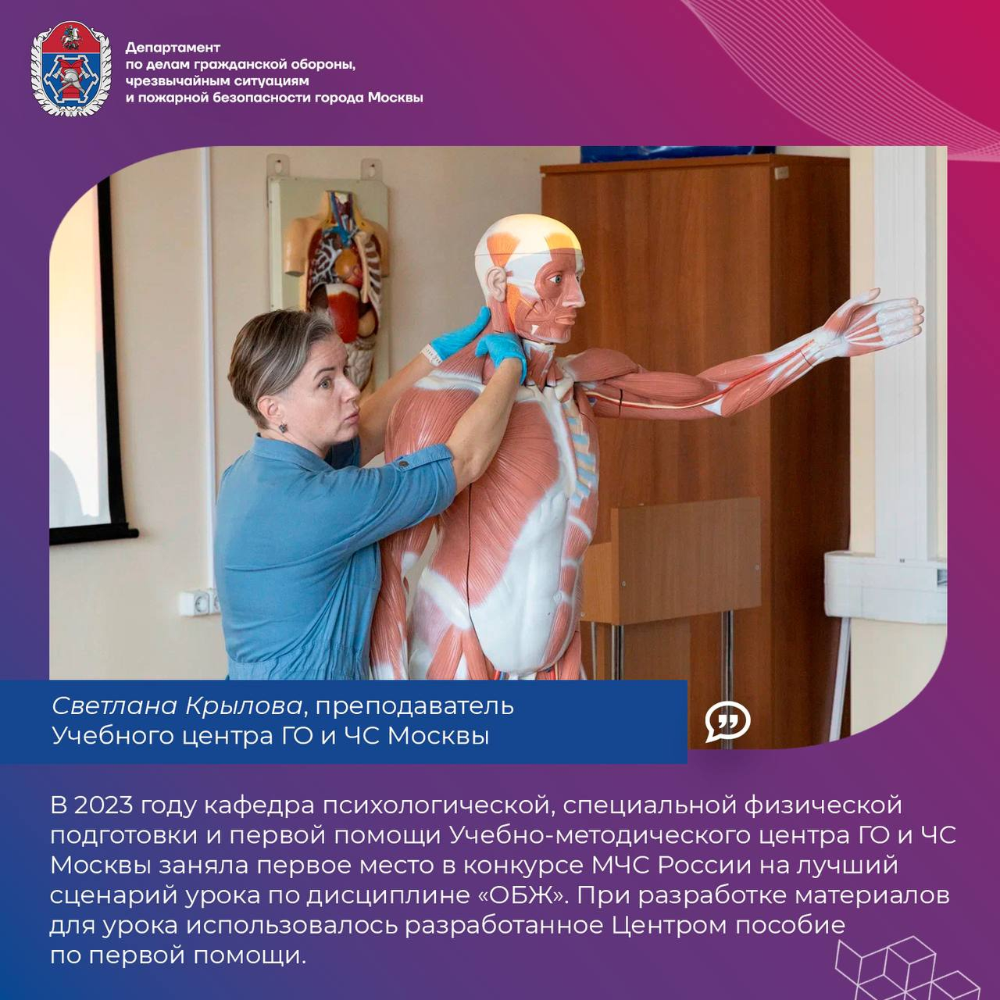 Департамент
по делам гражданской обороны,
чрезвычайным ситуациям
и пожарной безопасности города Москвы
Светлана Крылова, преподаватель
Учебного центра ГО и ЧС Москвы
В 2023 году кафедра психологической, специальной физической
подготовки и первой помощи Учебно-методического центра ГО и ЧС
Москвы заняла первое место в конкурсе МЧС России на лучший
сценарий урока по дисциплине «ОБЖ». При разработке материалов
для урока использовалось разработанное Центром пособие
по первой помощи.